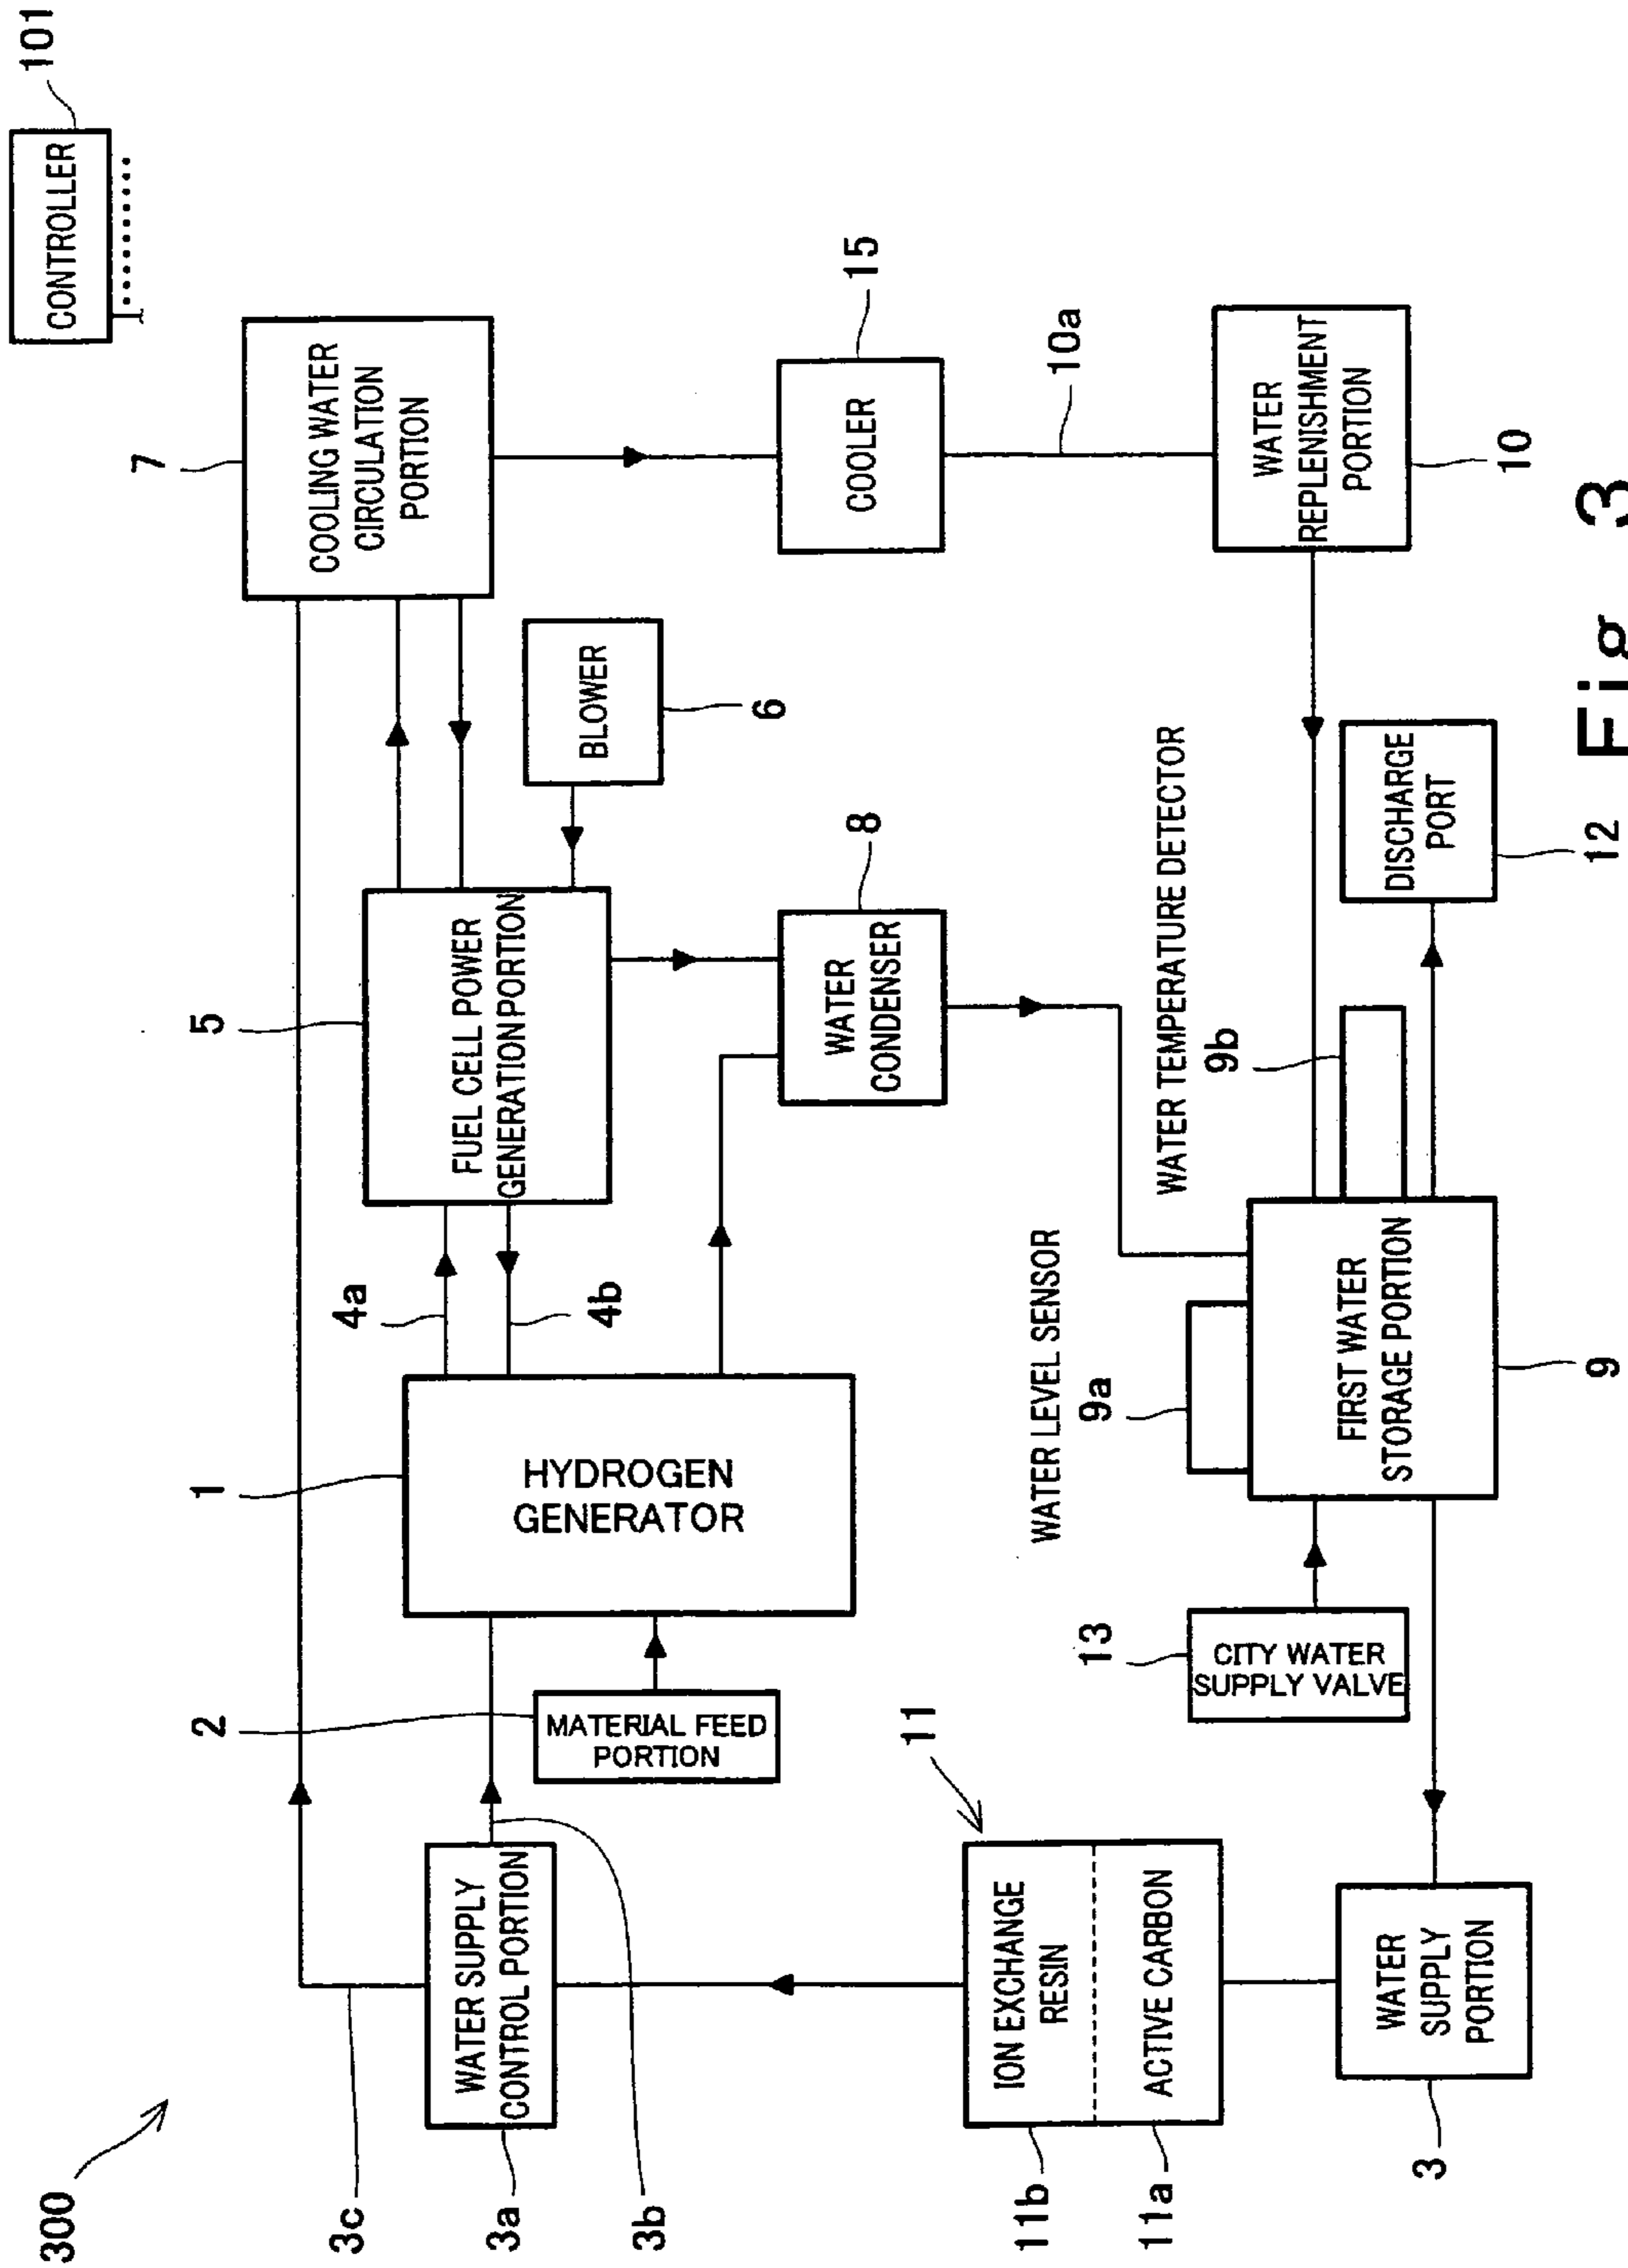 300
CONTROLLER
101
7
COOLING WATER
CIRCULATION
PORTION
3c
WATER SUPPLY
CONTROL PORTION
3a
3b
2
MATERIAL FEED
PORTION
1
HYDROGEN
GENERATOR
4a
4b
5
FUEL CELL POWER
GENERATION PORTION
BLOWER
6
WATER
CONDENSER
8
COOLER
15
10a
11
ION EXCHANGE
RESIN
ACTIVE CARBON
11b
11a
WATER LEVEL SENSOR
9a
WATER TEMPERATURE DETECTOR
9b
13
CITY WATER
SUPPLY VALVE
FIRST WATER
STORAGE PORTION
9
DISCHARGE
PORT
12
WATER
REPLENISHMENT
PORTION
10
WATER
SUPPLY
PORTION
3
Fig. 3